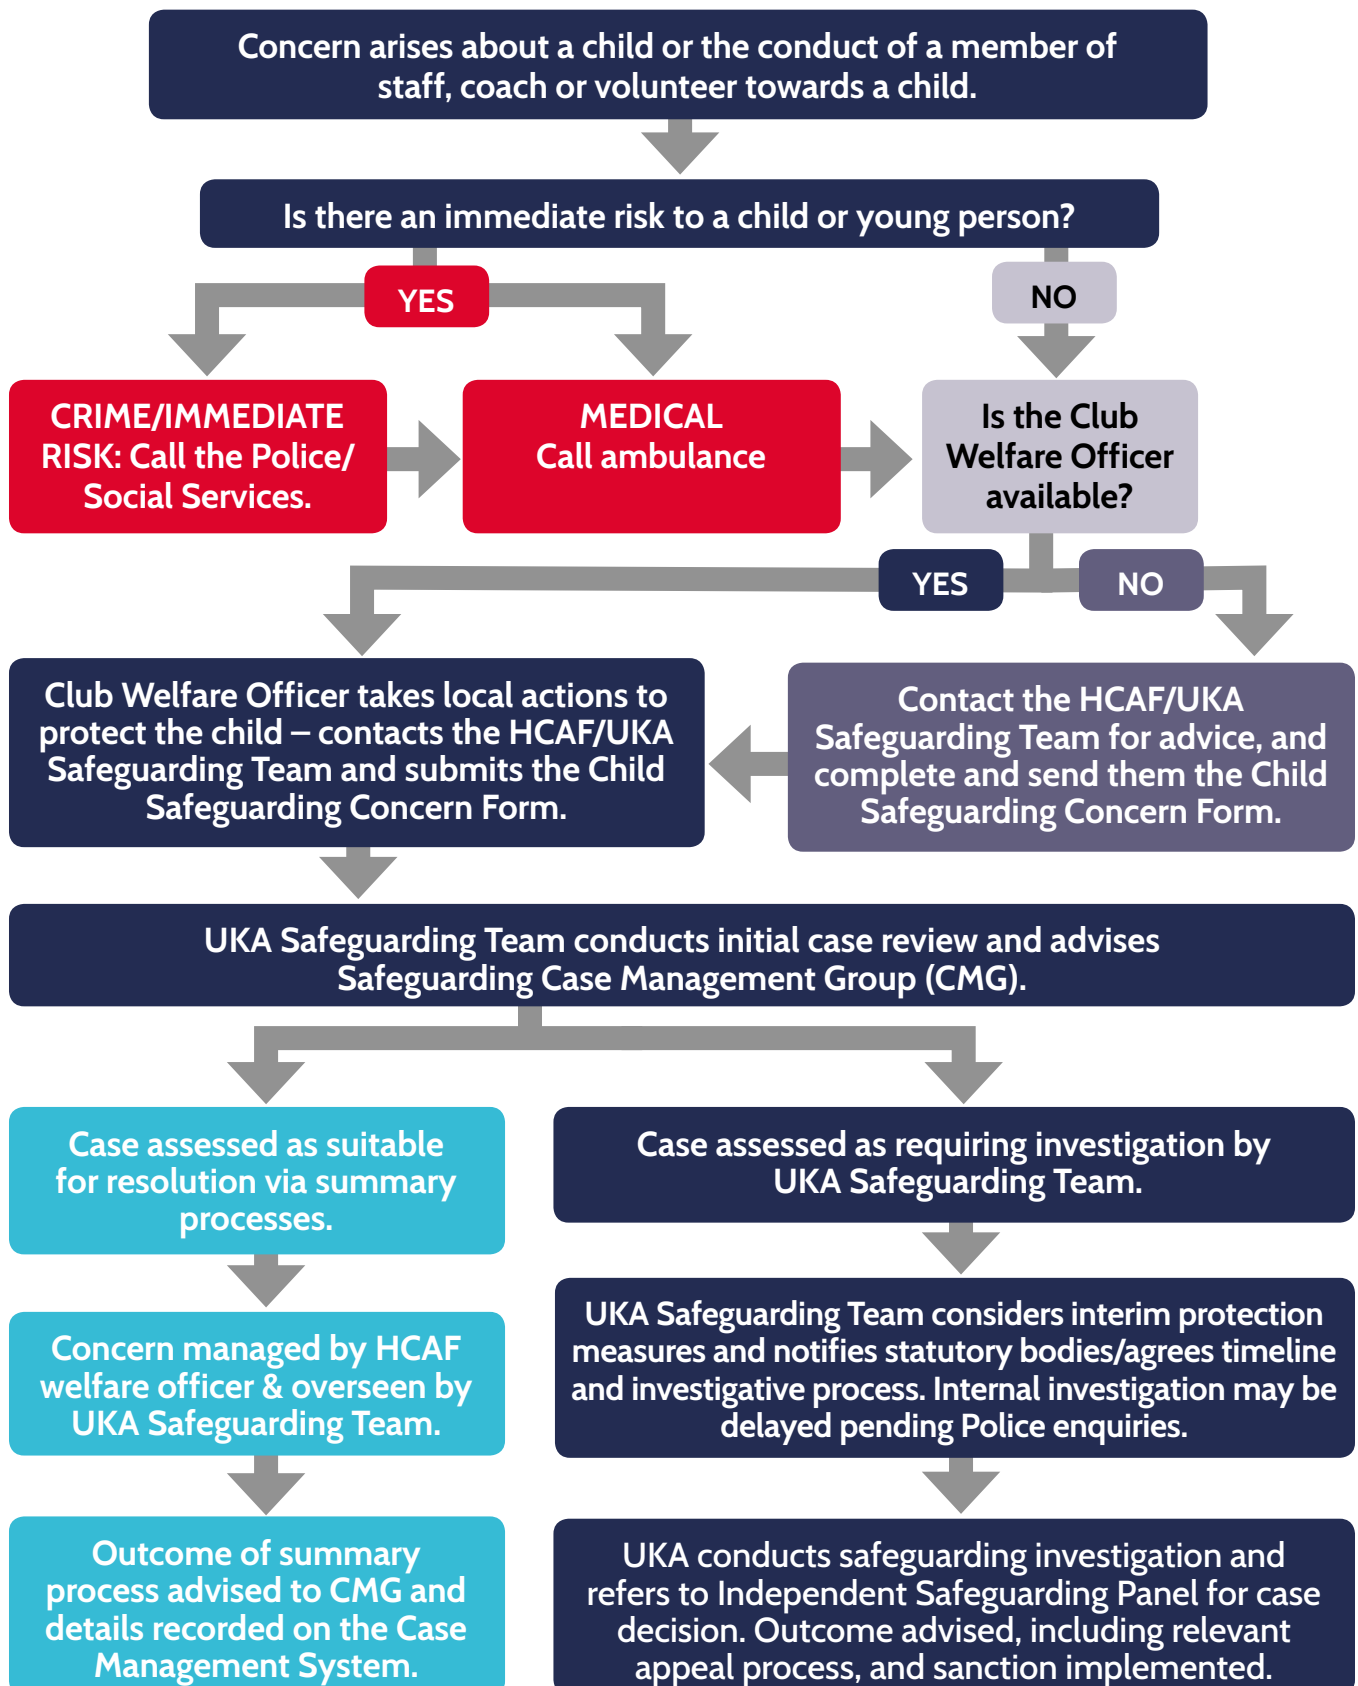 Concern arises about a child or the conduct of a member of
staff, coach or volunteer towards a child.
Is there an immediate risk to a child or young person?
YES
NO
CRIME/IMMEDIATE
RISK: Call the Police/
Social Services.
MEDICAL
Call ambulance
Is the Club
Welfare Officer
available?
YES
NO
Club Welfare Officer takes local actions to
protect the child – contacts the HCAF/UKA
Safeguarding Team and submits the Child
Safeguarding Concern Form.
Contact the HCAF/UKA
Safeguarding Team for advice, and
complete and send them the Child
Safeguarding Concern Form.
UKA Safeguarding Team conducts initial case review and advises
Safeguarding Case Management Group (CMG).
Case assessed as suitable
for resolution via summary
processes.
Case assessed as requiring investigation by
UKA Safeguarding Team.
Concern managed by HCAF
welfare officer & overseen by
UKA Safeguarding Team.
UKA Safeguarding Team considers interim protection
measures and notifies statutory bodies/agrees timeline
and investigative process. Internal investigation may be
delayed pending Police enquiries.
Outcome of summary
process advised to CMG and
details recorded on the Case
Management System.
UKA conducts safeguarding investigation and
refers to Independent Safeguarding Panel for case
decision. Outcome advised, including relevant
appeal process, and sanction implemented.